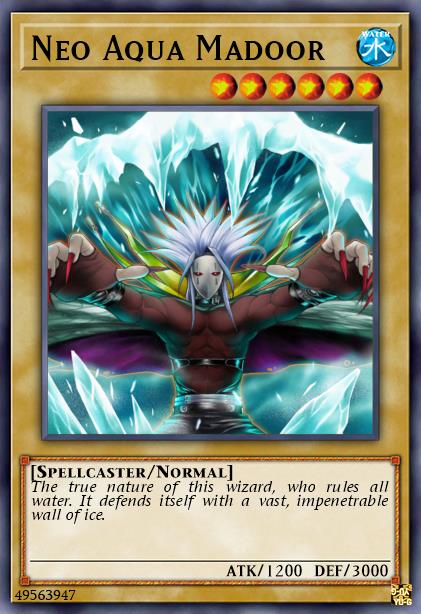 Neo Aqua Madoor
WATER
水
[Spellcaster/Normal]
The true nature of this wizard, who rules all
water. It defends itself with a vast, impenetrable
wall of ice.
ATK/1200 DEF/3000
49563947